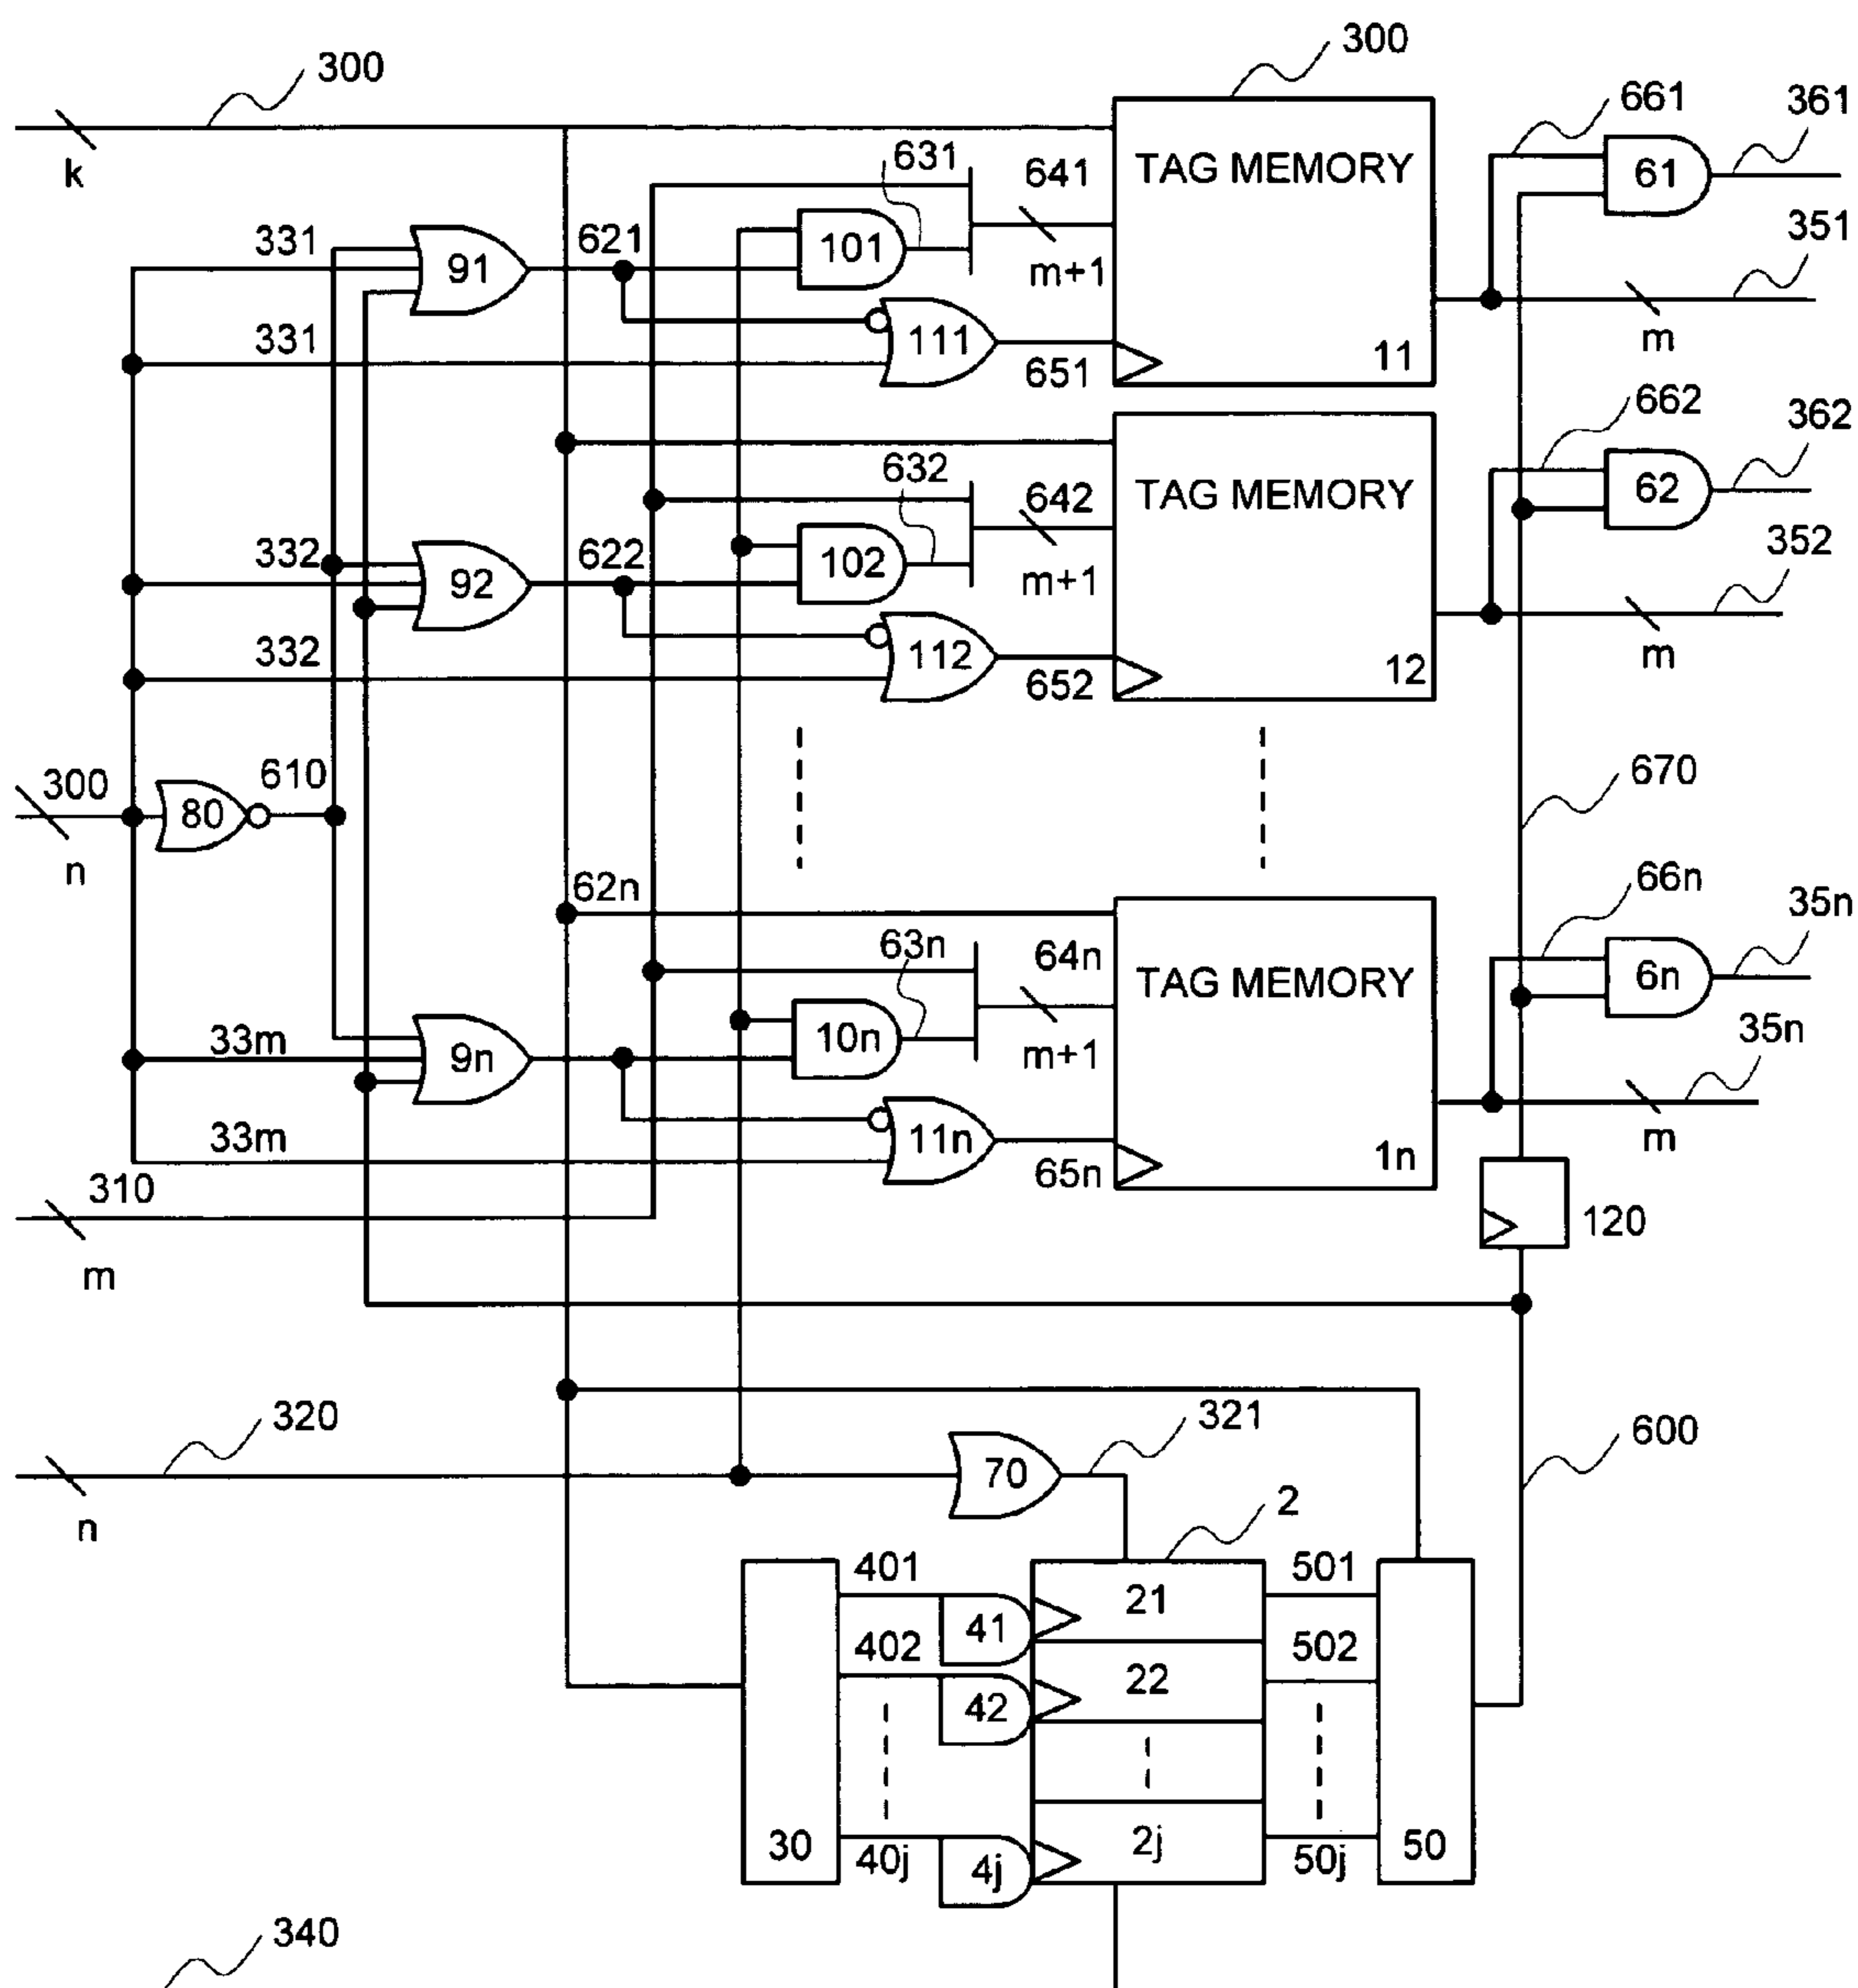 300
300
k
661
361
631
641
TAG MEMORY
61
331
621
101
351
91
m+1
331
111
m
651
11
662
362
632
642
TAG MEMORY
62
332
622
102
352
92
m+1
332
112
m
652
12
300
610
670
80
n
62n
66n
35n
63n
64n
TAG MEMORY
6n
33m
9n
10n
m+1
35n
33m
11n
m
65n
1n
310
120
m
320
321
600
70
n
2
401
21
501
41
402
22
502
42
30
40j
4j
2j
50j
50
340